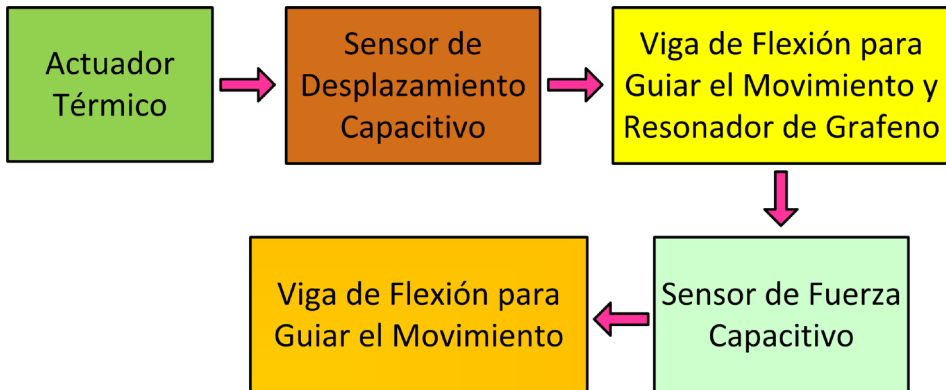 Actuador
Térmico
Sensor de
Desplazamiento
Capacitivo
Viga de Flexión para
Guiar el Movimiento y
Resonador de Grafeno
Sensor de Fuerza
Capacitivo
Viga de Flexión para
Guiar el Movimiento